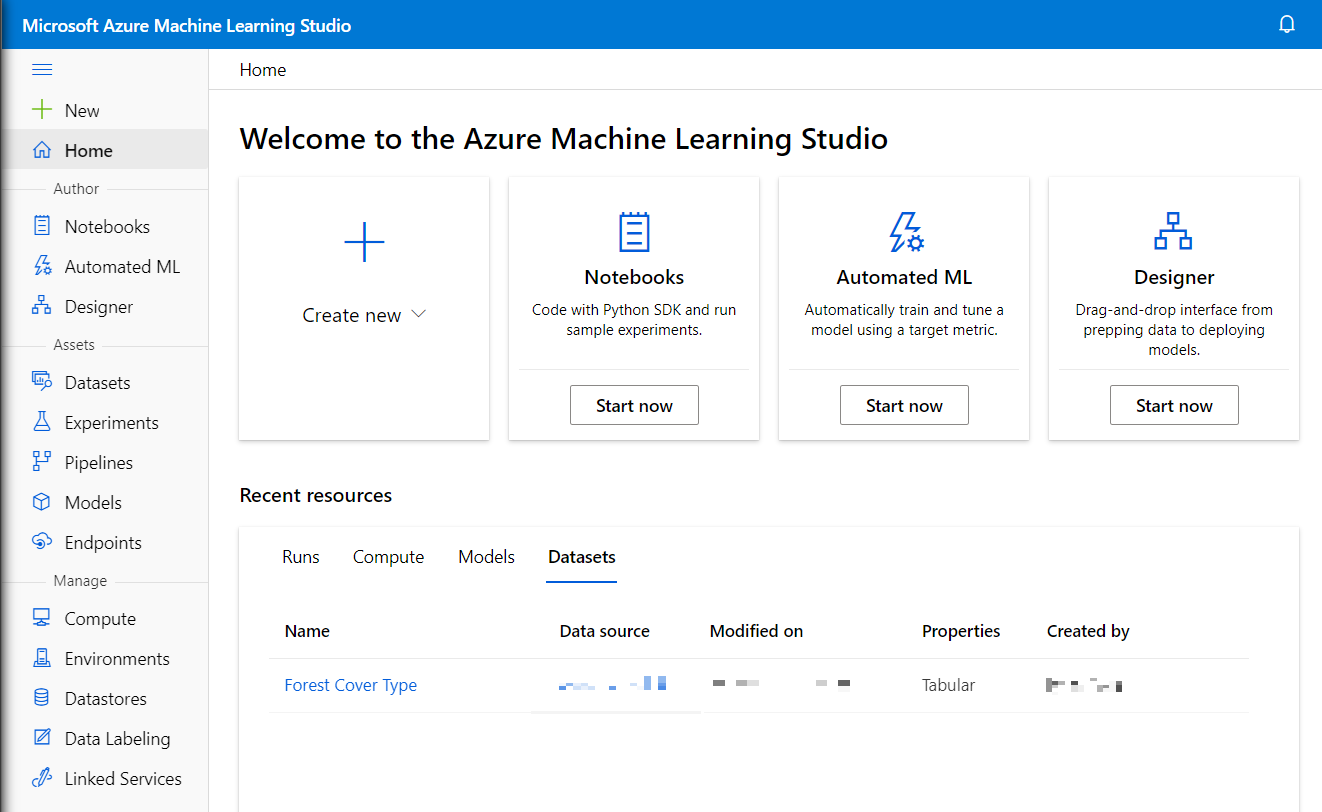 Microsoft Azure Machine Learning Studio
Home
New
Home
Author
Notebooks
Automated ML
Designer
Assets
Datasets
Experiments
Pipelines
Models
Endpoints
Manage
Compute
Environments
Datastores
Data Labeling
Linked Services
Welcome to the Azure Machine Learning Studio
Create new
Notebooks
Code with Python SDK and run
sample experiments.
Start now
Automated ML
Automatically train and tune a
model using a target metric.
Start now
Designer
Drag-and-drop interface from
prepping data to deploying
models.
Start now
Recent resources
Runs Compute Models Datasets
Name Data source Modified on Properties Created by
Forest Cover Type Tabular